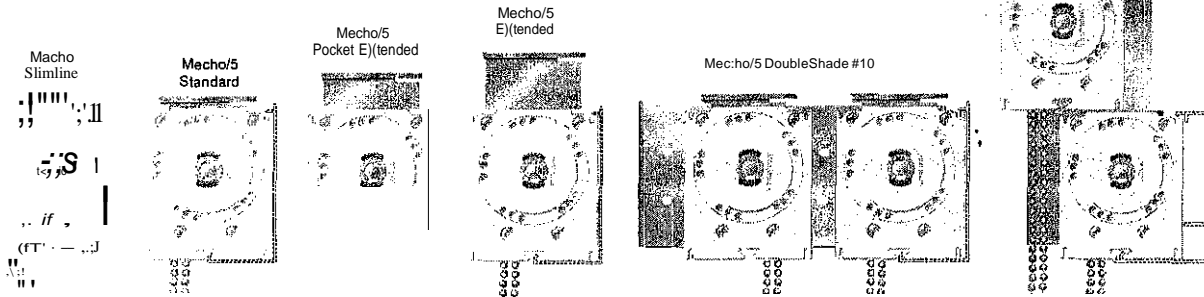 Macho
Slimline
Mecho/5
Standard
Mecho/5
Pocket E)(tended
Mecho/5
E)(tended
Mec:ho/5 DoubleShade #10